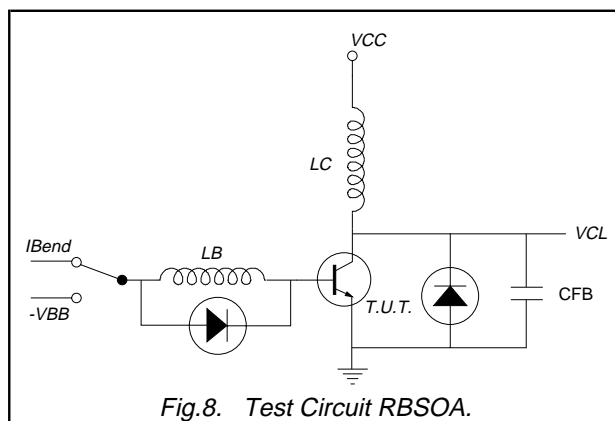 VCC
LC
IBend
LB
VCL
-VBB
T.U.T.
CFB
Fig.8. Test Circuit RBSOA.